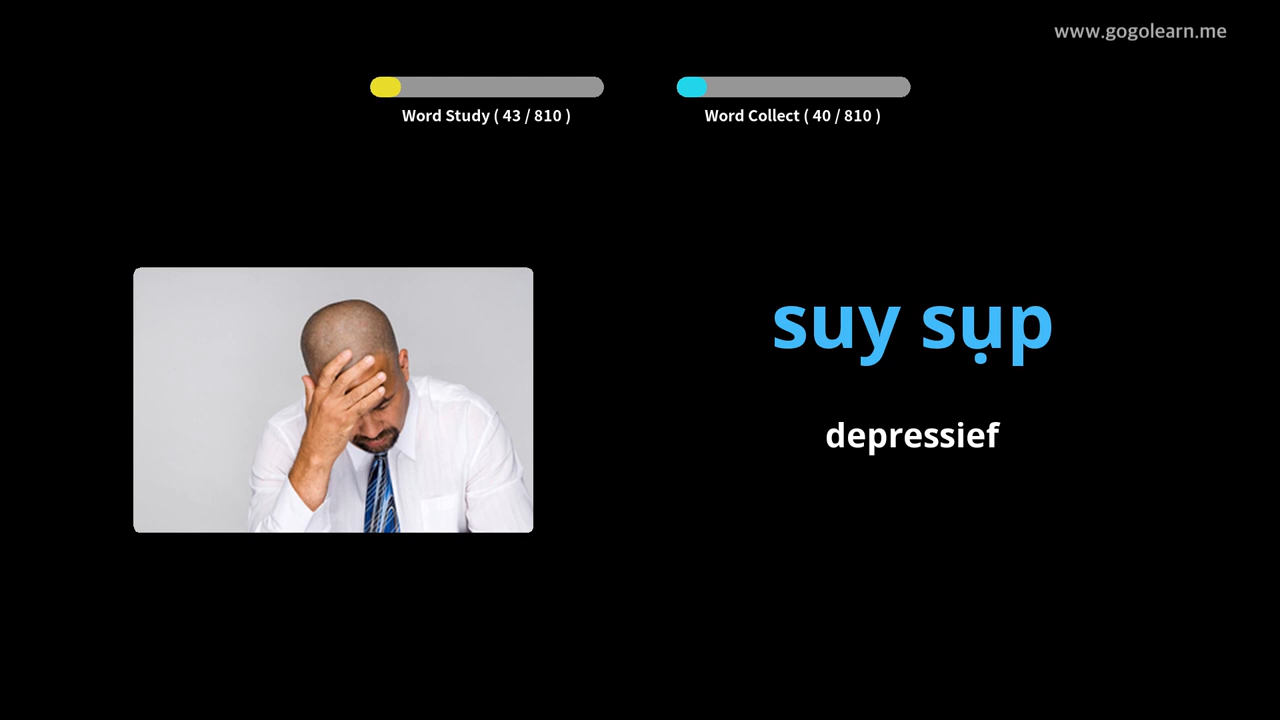 www.gogolearn.me
Word Study ( 43 / 810 )
Word Collect ( 40 / 810 )
suy sụp
depressief